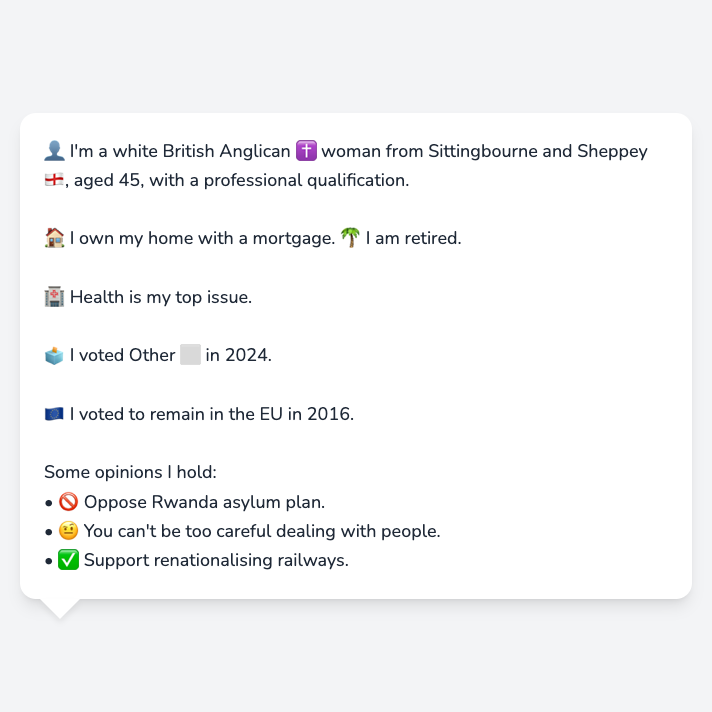 👤 I'm a white British Anglican ✝️ woman from Sittingbourne and Sheppey
🏴󠁧󠁢󠁥󠁮󠁧󠁿, aged 45, with a professional qualification.
🏠 I own my home with a mortgage. 🌴 I am retired.
🏥 Health is my top issue.
🗳️ I voted Other ⬜ in 2024.
🇪🇺 I voted to remain in the EU in 2016.
Some opinions I hold:
• 🚫 Oppose Rwanda asylum plan.
• 🤨 You can't be too careful dealing with people.
• ✅ Support renationalising railways.